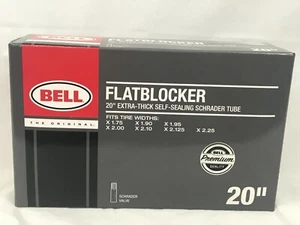 BELL
THE ORIGINAL
FLATBLOCKER
20" EXTRA-THICK SELF-SEALING SCHRADER TUBE
FITS TIRE WIDTHS:
X 1.75 X 1.90 X 1.95
X 2.00 X 2.10 X 2.125 X 2.25
BELL
Premium
QUALITY
SCHRADER
VALVE
20"